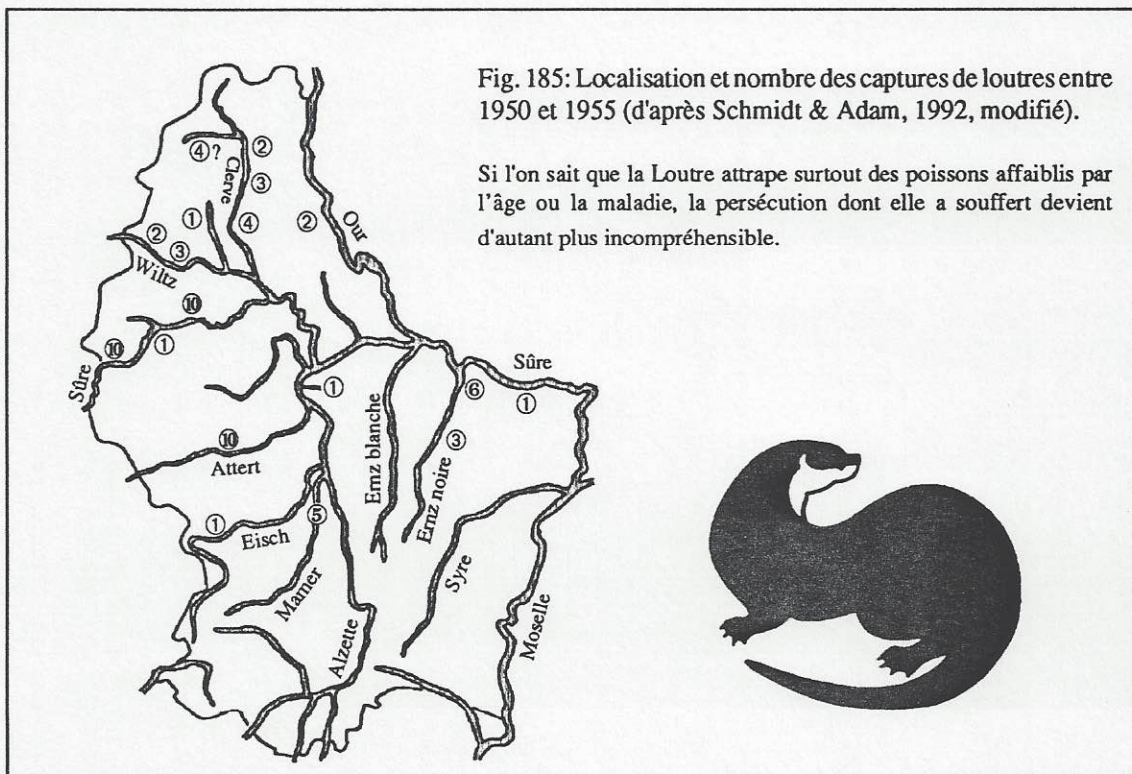 Fig. 185: Localisation et nombre des captures de loutres entre
1950 et 1955 (d'après Schmidt & Adam, 1992, modifié).
Si l'on sait que la Loutre attrape surtout des poissons affaiblis par
l'âge ou la maladie, la persécution dont elle a souffert devient
d'autant plus incompréhensible.
②
④?
Clerve
③
①
④
②
Our
②
③
Wiltz
⑩
①
⑩
Sûre
Sûre
①
⑥
①
Ernz blanche
③
Ernz noire
⑩
Attert
①
Eisch
⑤
Mamer
Syre
Alzette
Moselle